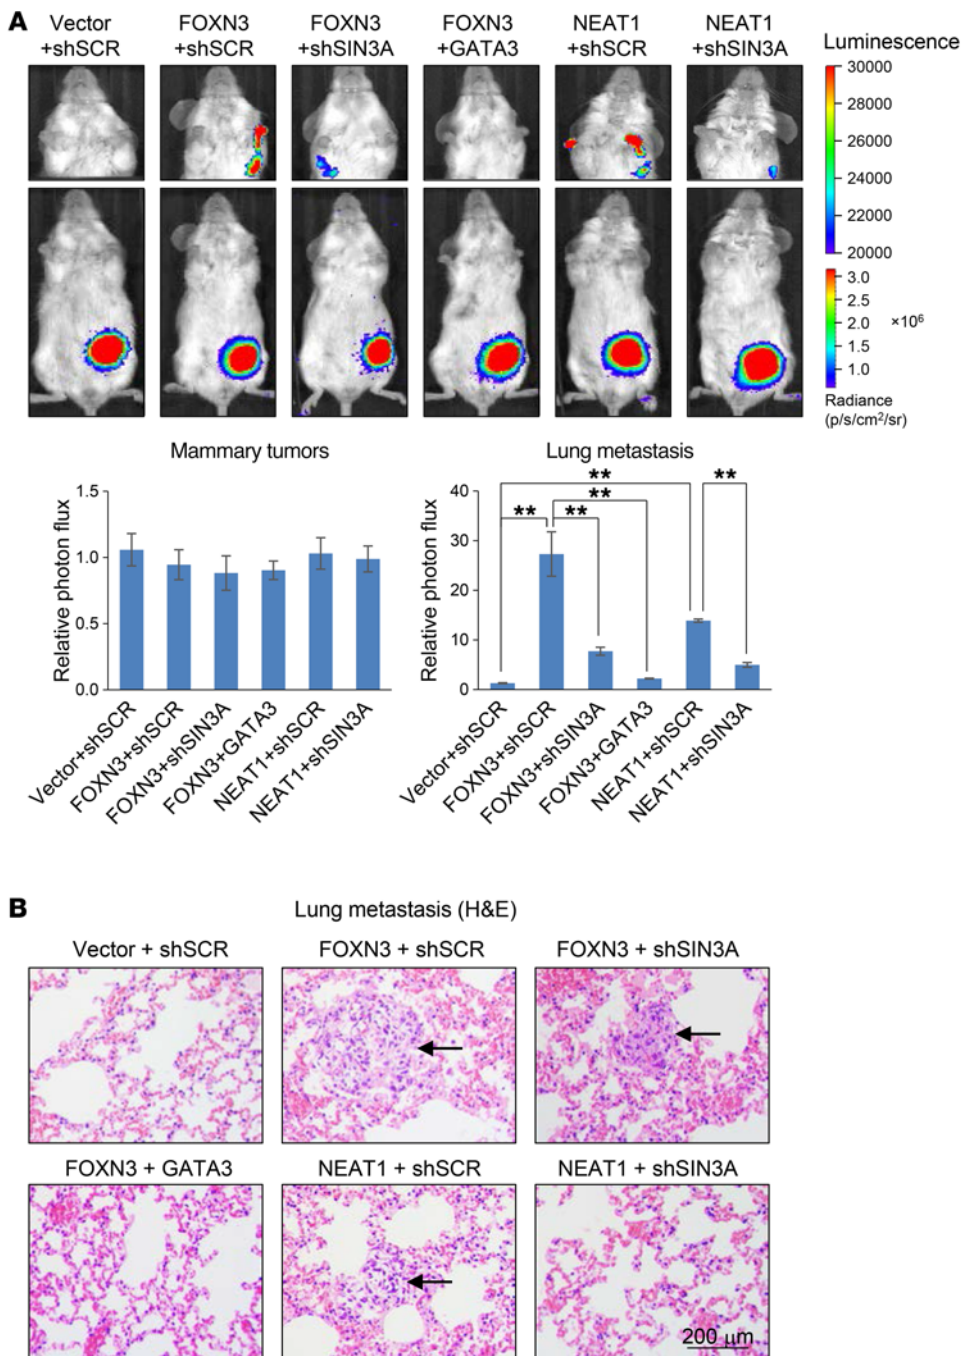 A
Vector
+shSCR
FOXN3
+shSCR
FOXN3
+shSIN3A
FOXN3
+GATA3
NEAT1
+shSCR
NEAT1
+shSIN3A
Luminescence
30000
28000
26000
24000
22000
20000
3.0
2.5
2.0
1.5
1.0
×10⁶
Radiance
(p/s/cm²/sr)
Mammary tumors
Relative photon flux
1.5
1.0
0.5
0.0
Vector+shSCR
FOXN3+shSCR
FOXN3+shSIN3A
FOXN3+GATA3
NEAT1+shSCR
NEAT1+shSIN3A
Lung metastasis
Relative photon flux
40
30
20
10
0
**
**
**
**
**
Vector+shSCR
FOXN3+shSCR
FOXN3+shSIN3A
FOXN3+GATA3
NEAT1+shSCR
NEAT1+shSIN3A
B
Lung metastasis (H&E)
Vector + shSCR
FOXN3 + shSCR
FOXN3 + shSIN3A
FOXN3 + GATA3
NEAT1 + shSCR
NEAT1 + shSIN3A
200 µm